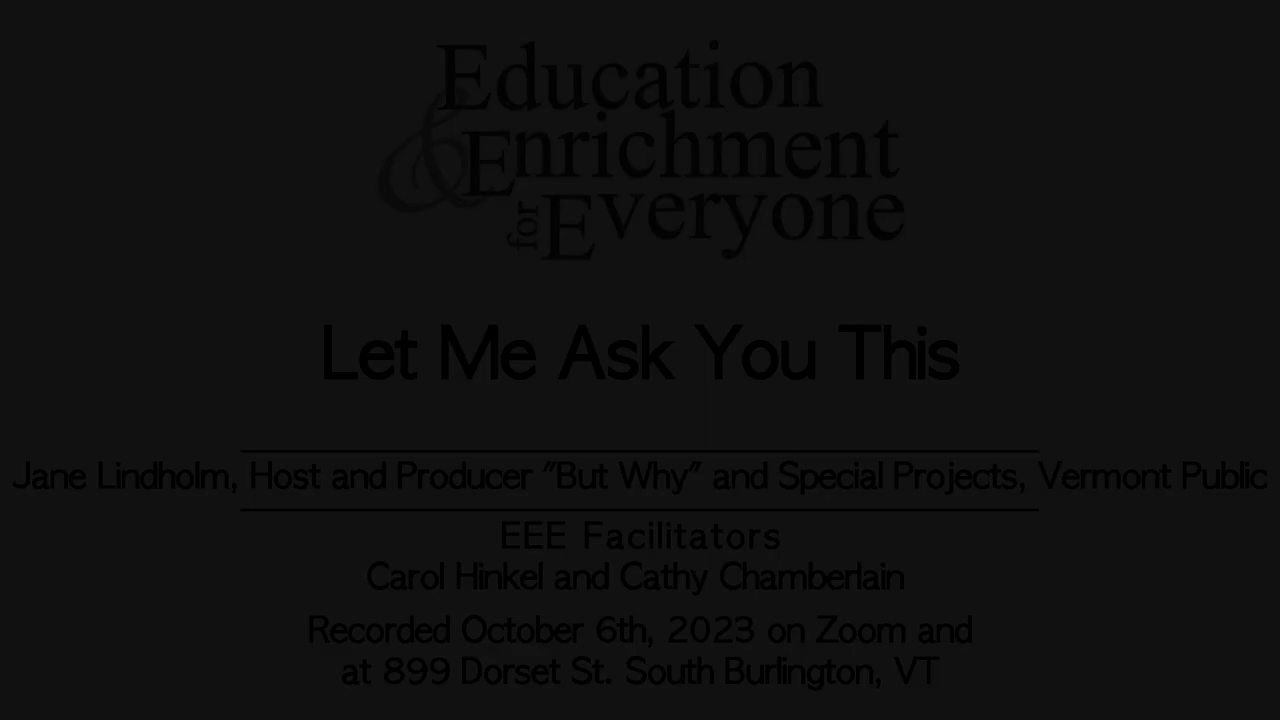 Education
& Enrichment
for Everyone
Let Me Ask You This
Jane Lindholm, Host and Producer "But Why" and Special Projects, Vermont Public
EEE Facilitators
Carol Hinkel and Cathy Chamberlain
Recorded October 6th, 2023 on Zoom and
at 899 Dorset St. South Burlington, VT